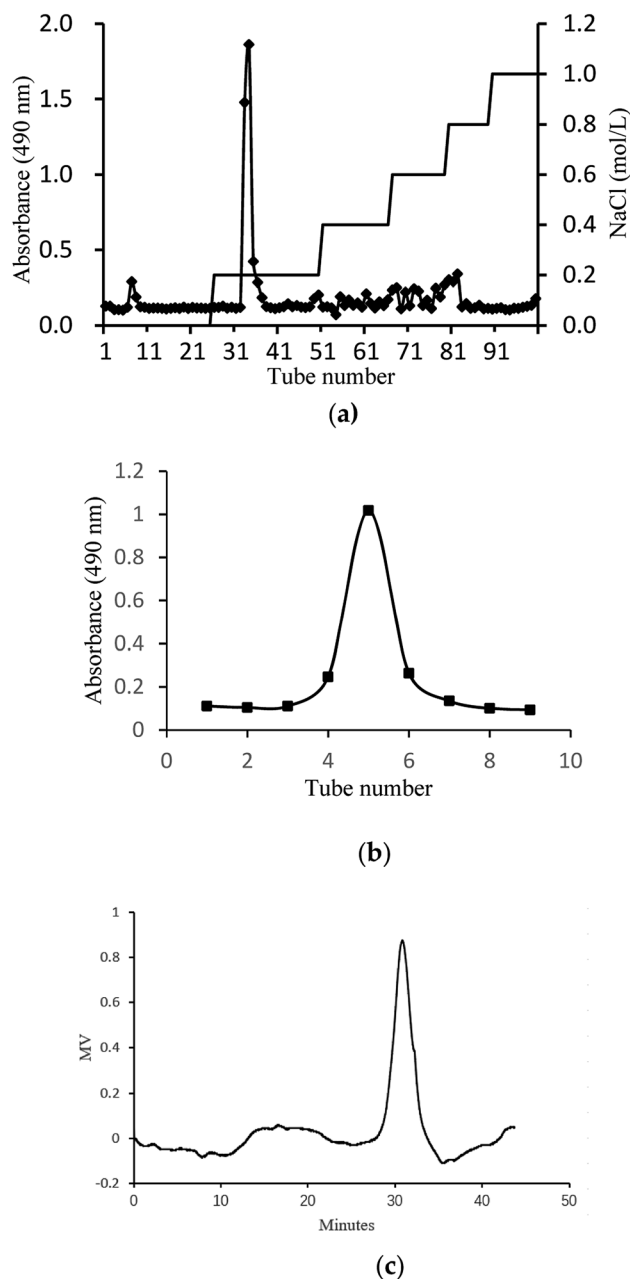 2.0 1.2
1.0
1.5 0.8
1.0 0.6
0.4
0.5 0.2
0.0 0.0
Absorbance (490 nm)
NaCl (mol/L)
1 11 21 31 41 51 61 71 81 91
Tube number
(a)
1.2
1
0.8
0.6
0.4
0.2
0
Absorbance (490 nm)
0 2 4 6 8 10
Tube number
(b)
1
0.8
0.6
0.4
0.2
0
-0.2
MV
0 10 20 30 40 50
Minutes
(c)